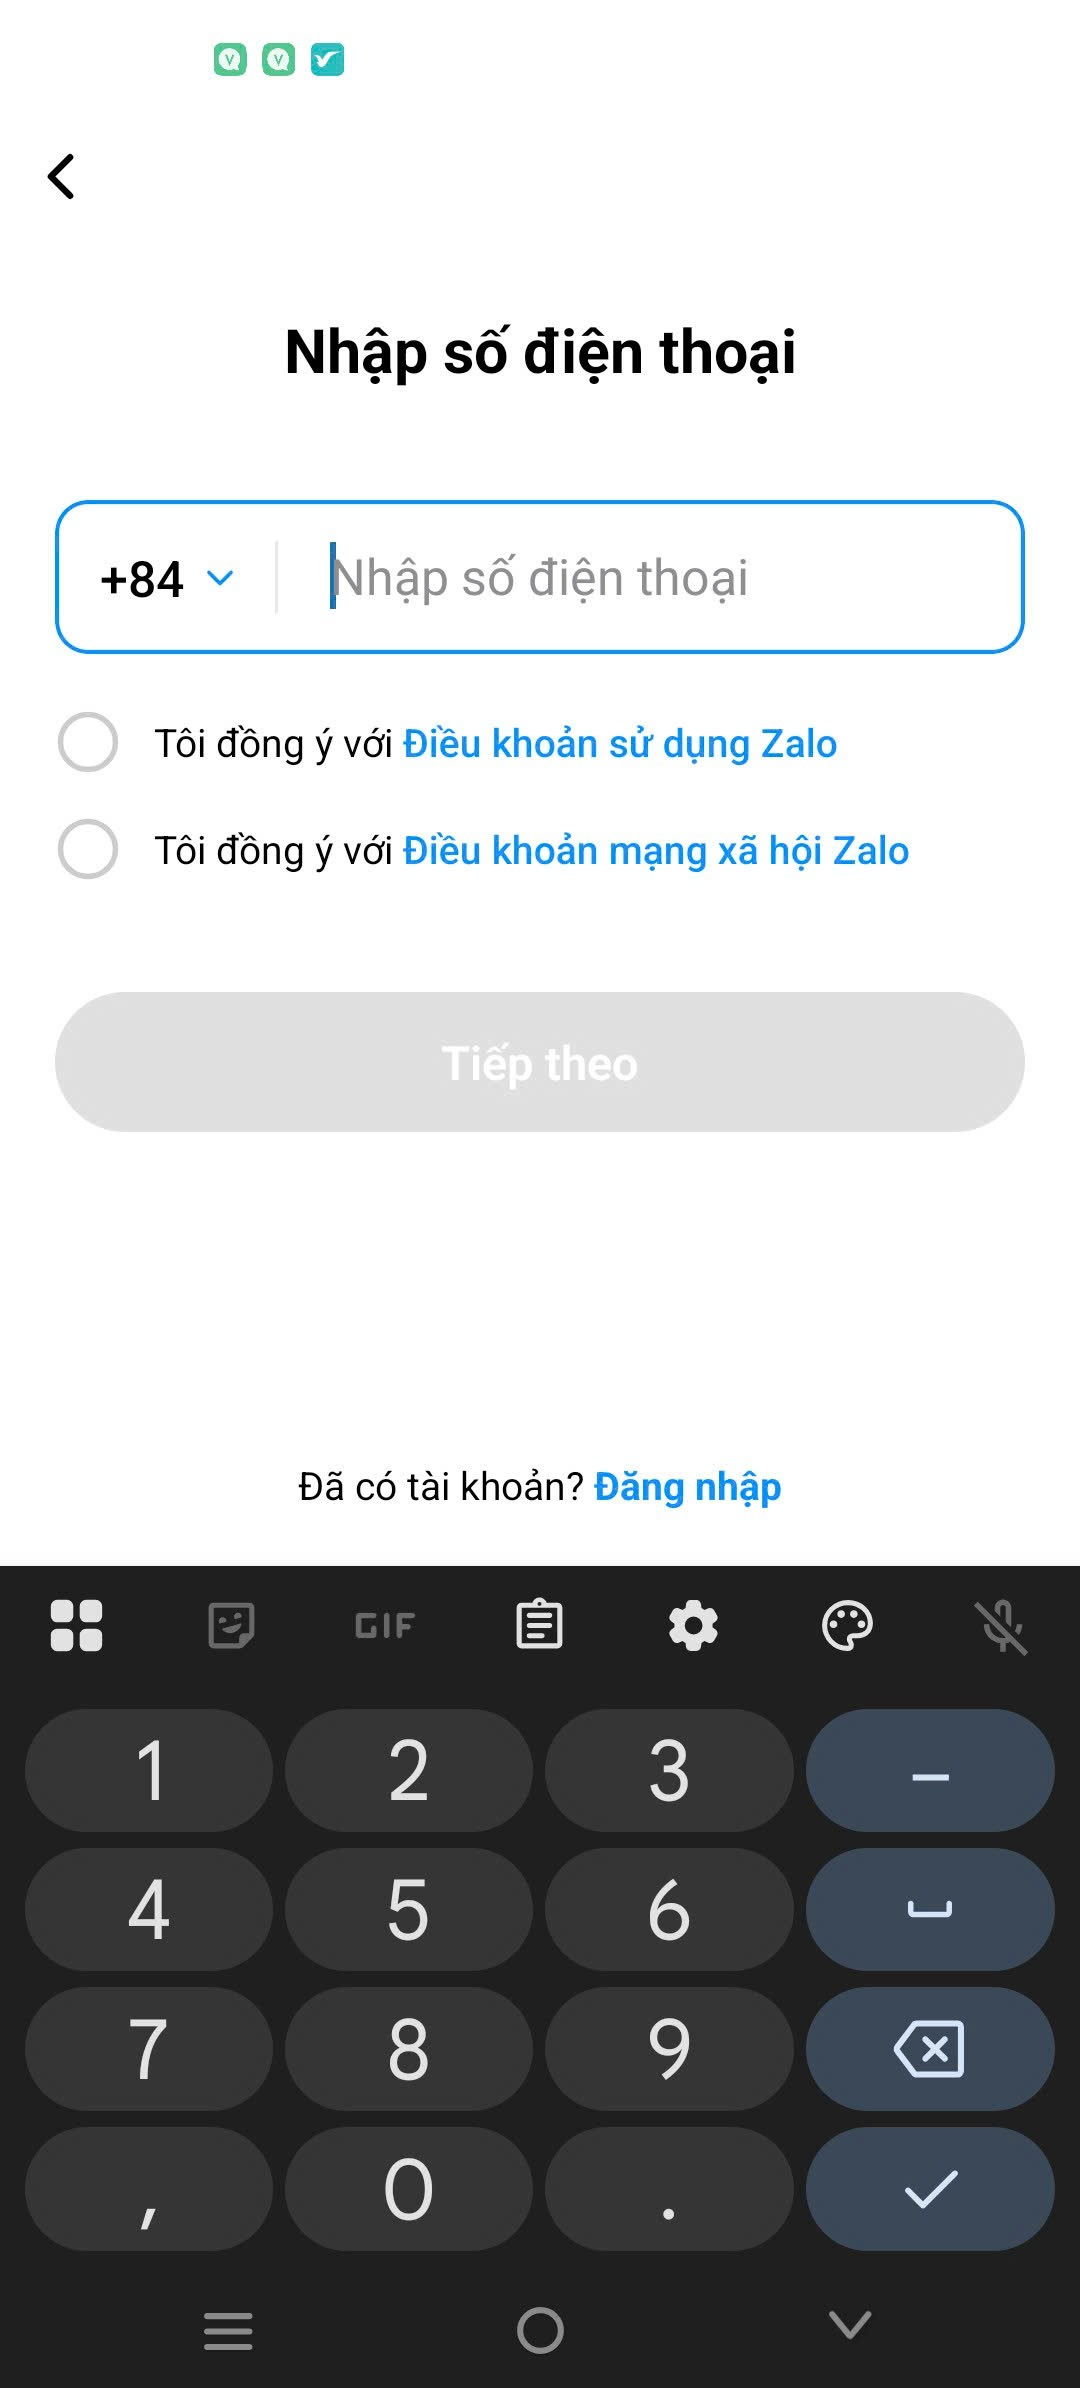 Nhập số điện thoại
+84 Nhập số điện thoại
Tôi đồng ý với Điều khoản sử dụng Zalo
Tôi đồng ý với Điều khoản mạng xã hội Zalo
Tiếp theo
Đã có tài khoản? Đăng nhập
GIF
1 2 3 –
4 5 6
7 8 9
, 0 .